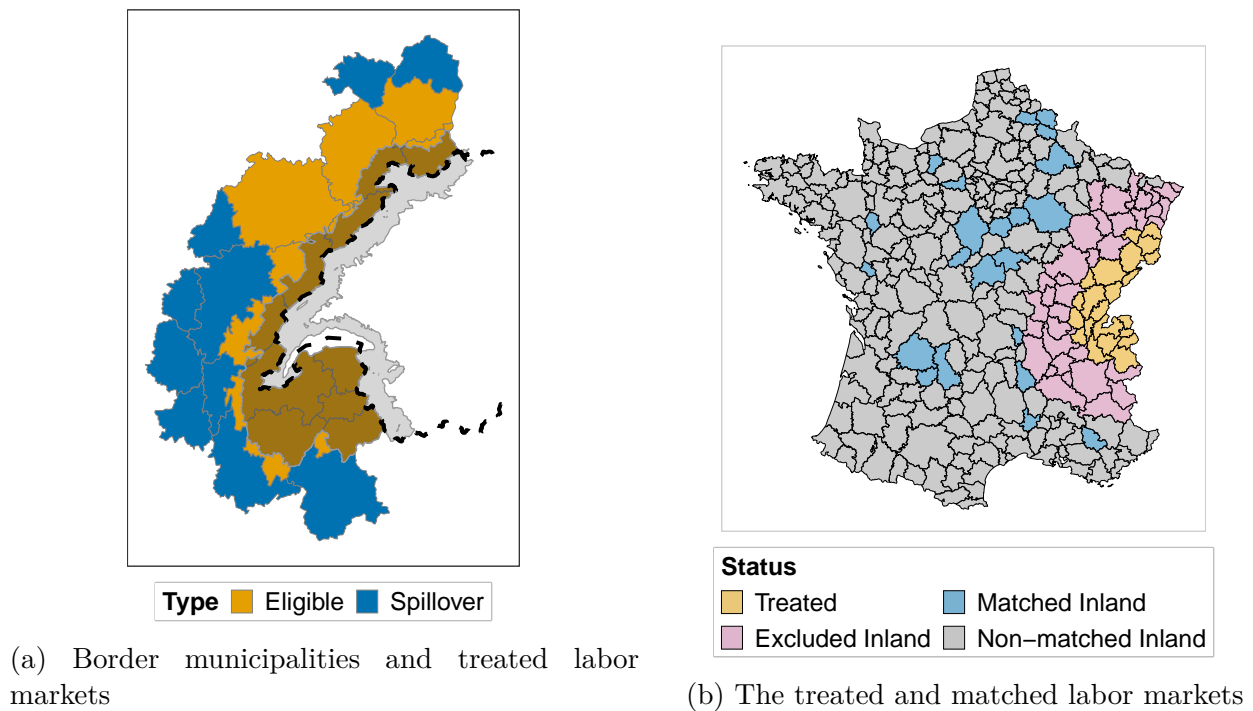 Type Eligible Spillover
(a) Border municipalities and treated labor
markets
Status
Treated Matched Inland
Excluded Inland Non−matched Inland
(b) The treated and matched labor markets